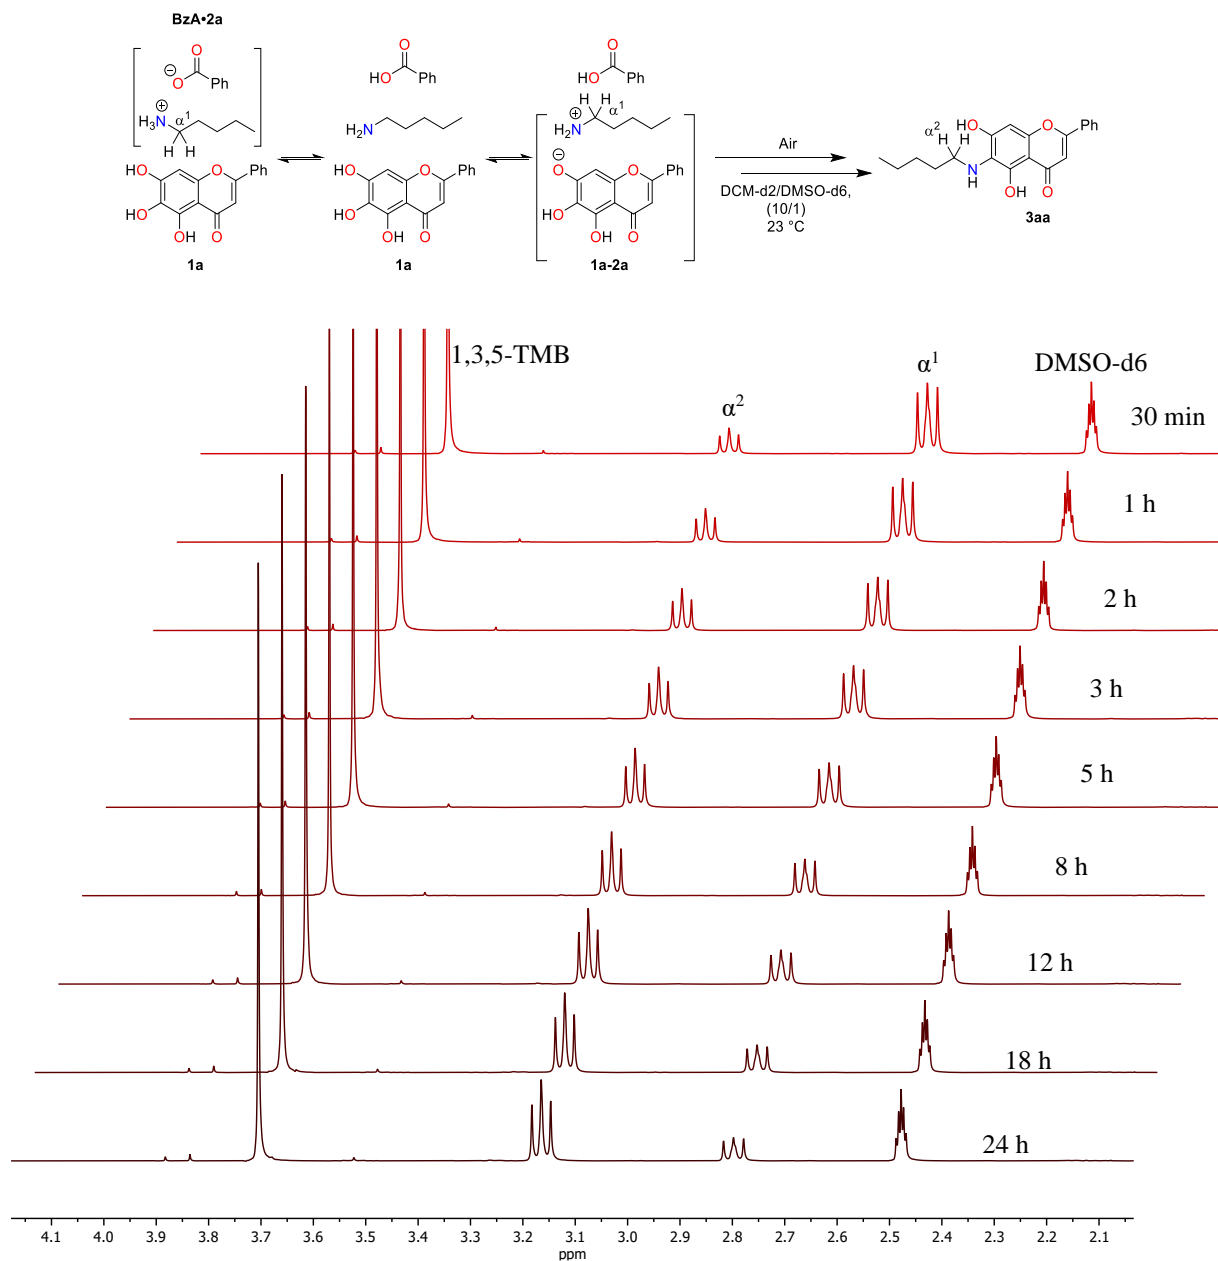 BzA•2a
O
⊖
O
Ph
H3N
⊕
α1
H H
HO
HO
OH O
O
Ph
1a
O
HO
Ph
H2N
HO
HO
OH O
O
Ph
1a
O
HO
Ph
H H
⊕
α1
H2N
⊖
O
HO
OH O
O
Ph
1a-2a
Air
DCM-d2/DMSO-d6,
(10/1)
23 °C
HO
α2
H
H
N
H
OH O
O
Ph
3aa
1,3,5-TMB
α2
α1
DMSO-d6
30 min
1 h
2 h
3 h
5 h
8 h
12 h
18 h
24 h
4.1 4.0 3.9 3.8 3.7 3.6 3.5 3.4 3.3 3.2 3.1 3.0 2.9 2.8 2.7 2.6 2.5 2.4 2.3 2.2 2.1
ppm